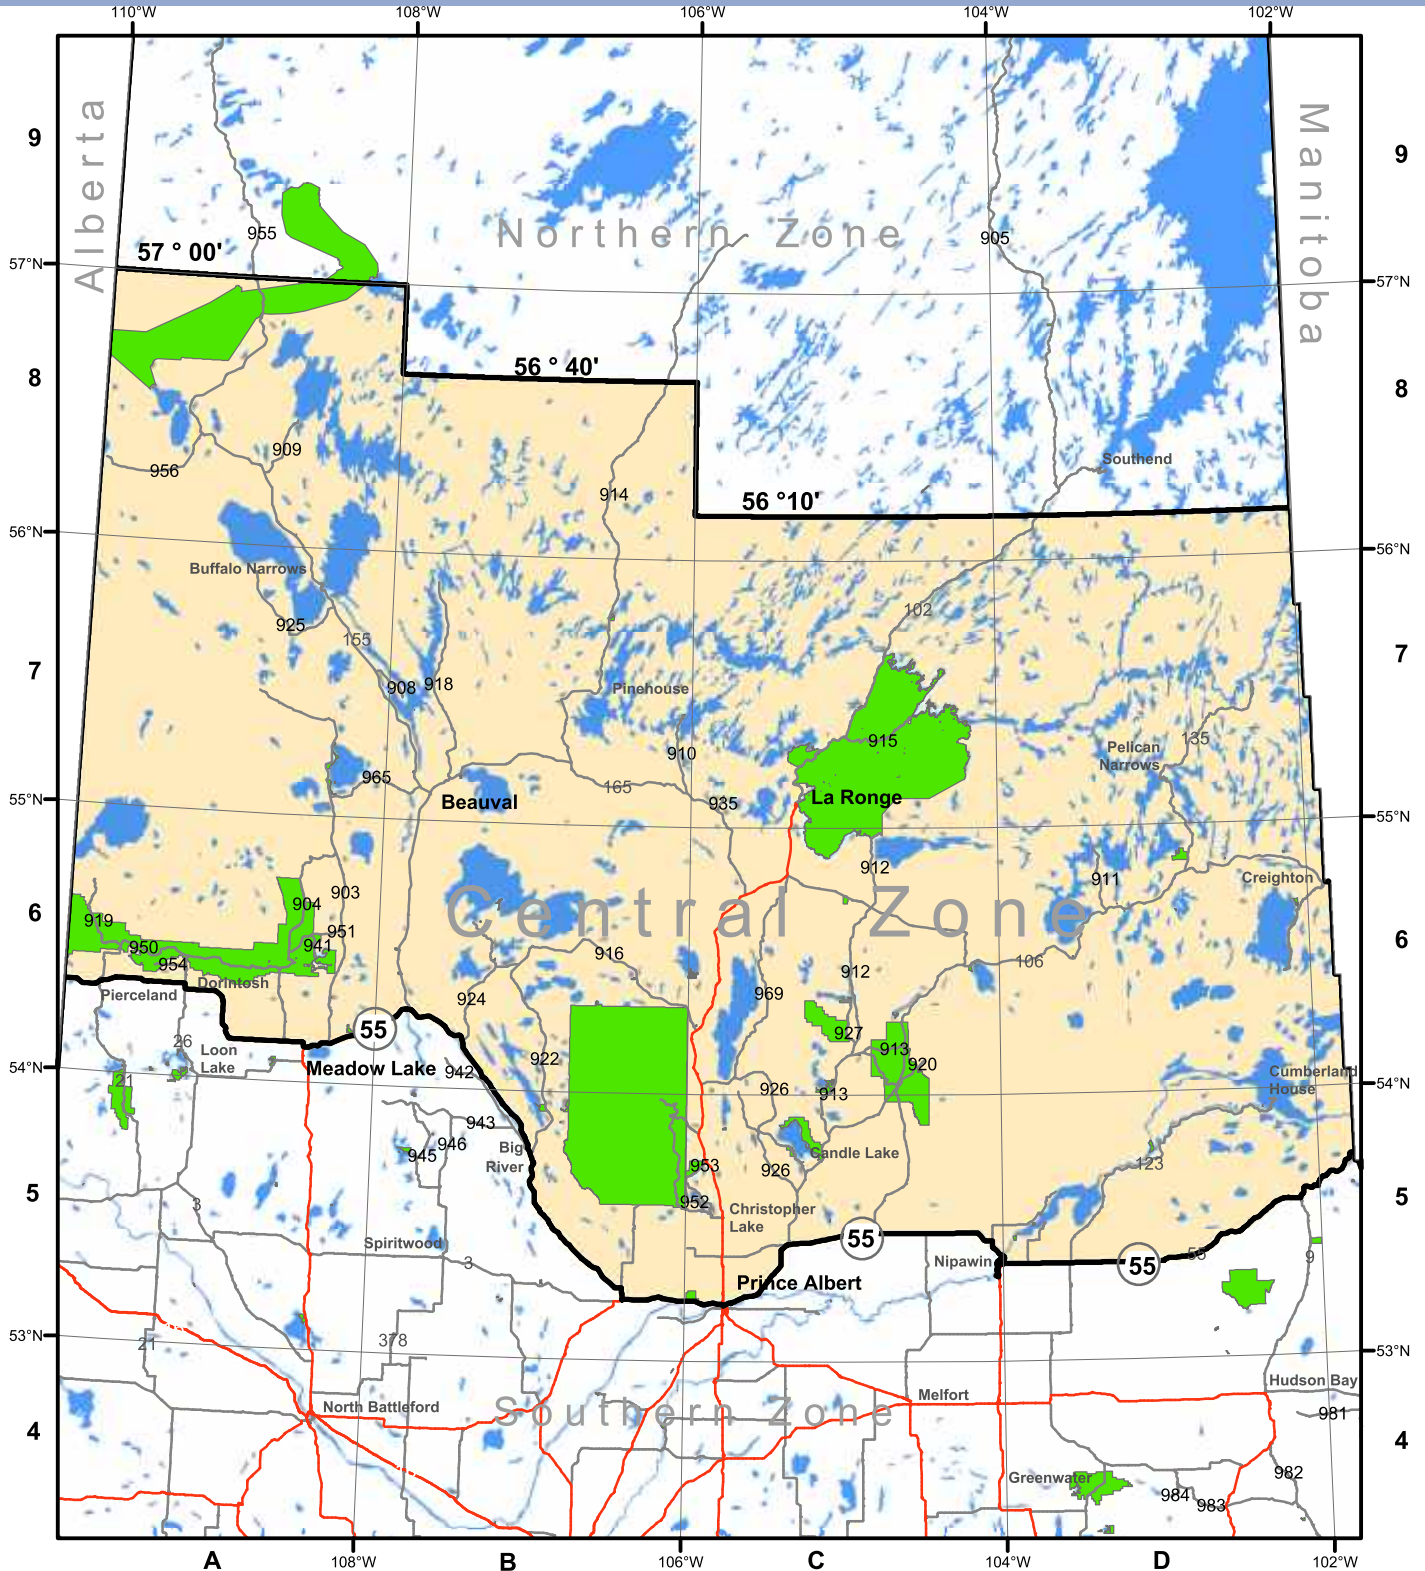 110°W
108°W
106°W
104°W
102°W
Alberta
Manitoba
9
9
955
Northern Zone
905
57 ° 00'
57°N
57°N
56 ° 40'
8
8
909
956
Southend
914
56 °10'
56°N
56°N
Buffalo Narrows
102
925
155
7
7
908
918
Pinehouse
915
135
910
Pelican
Narrows
965
165
55°N
Beauval
935
La Ronge
55°N
912
911
Creighton
903
904
6
Central Zone
919
951
941
950
6
916
954
912
106
Dorintosh
Pierceland
969
924
55
927
26
Loon
Lake
913
922
920
54°N
Meadow Lake
942
Cumberland
House
21
926
913
54°N
943
946
Big
River
945
Candle Lake
953
926
123
5
5
3
952
Christopher
Lake
Spiritwood
55
3
Nipawin
55
55
9
Prince Albert
53°N
21
378
53°N
Hudson Bay
North Battleford
Southern Zone
Melfort
981
4
4
982
Greenwater
984
983
A
108°W
B
106°W
C
104°W
D
102°W